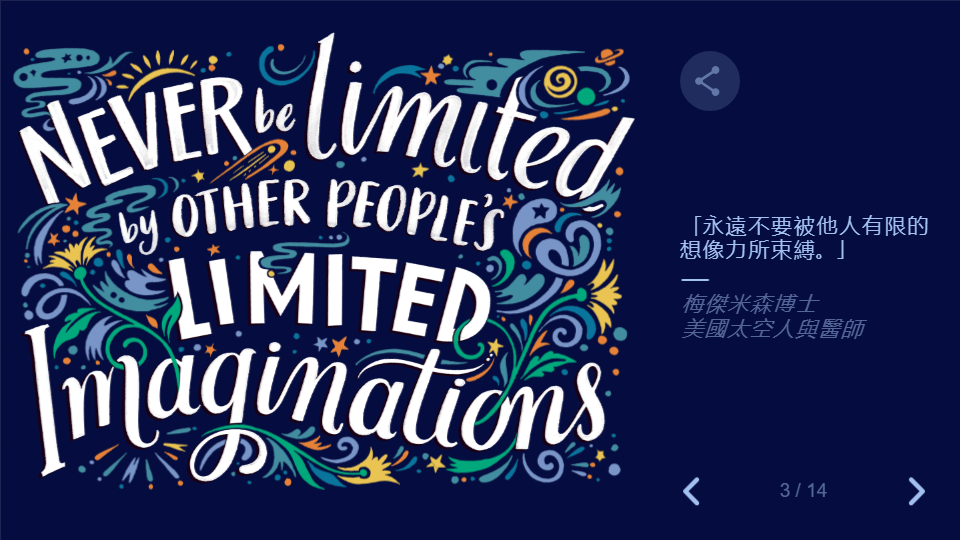 NEVER be limited
by OTHER PEOPLE'S
LIMITED
Imaginations
「永遠不要被他人有限的
想像力所束縛。」
—
梅傑米森博士
美國太空人與醫師
3 / 14